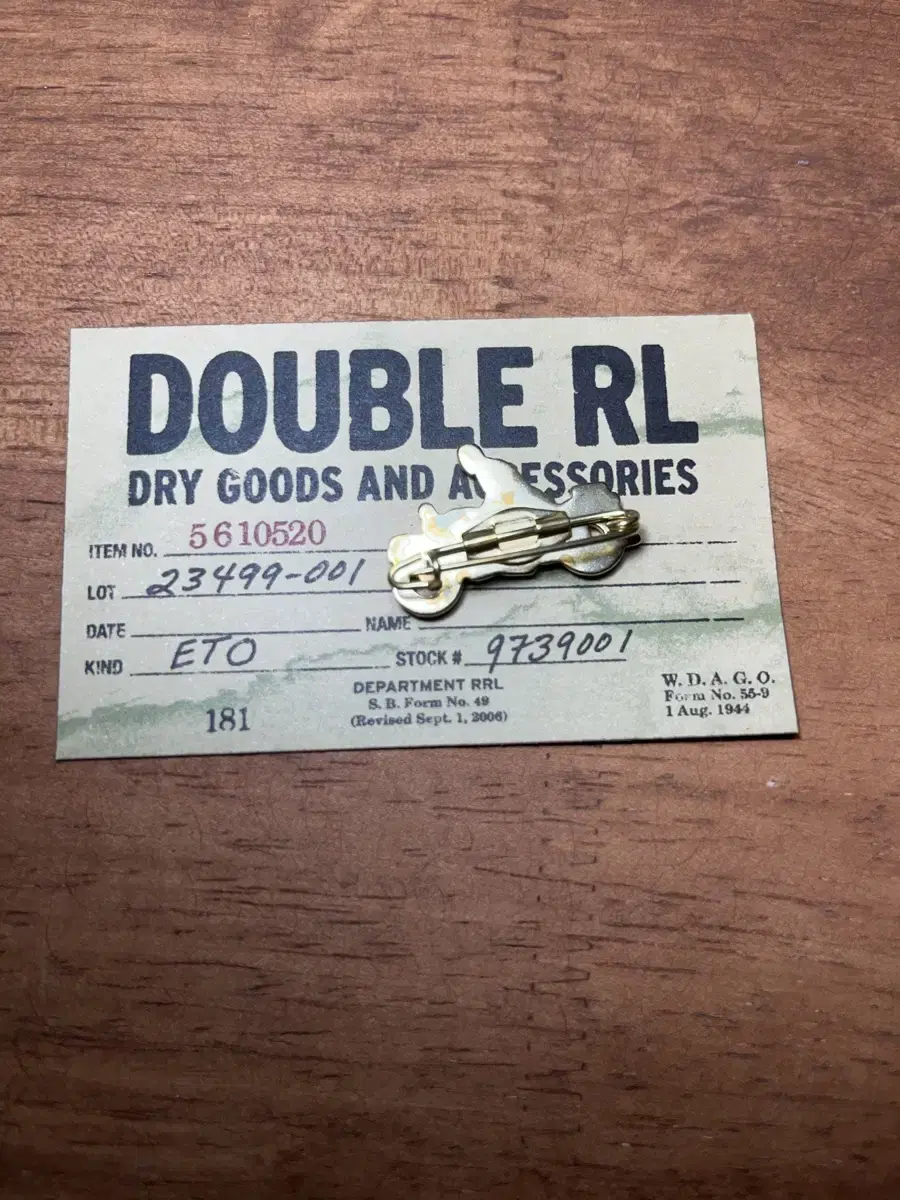 DOUBLE RL
DRY GOODS AND ACCESSORIES
ITEM NO. 5610520
LOT 23499-001
DATE NAME
KIND ETO STOCK # 9739001
DEPARTMENT RRL
S. B. Form No. 49
(Revised Sept. 1, 2006)
181
W. D. A. G. O.
Form No. 55-9
1 Aug. 1944